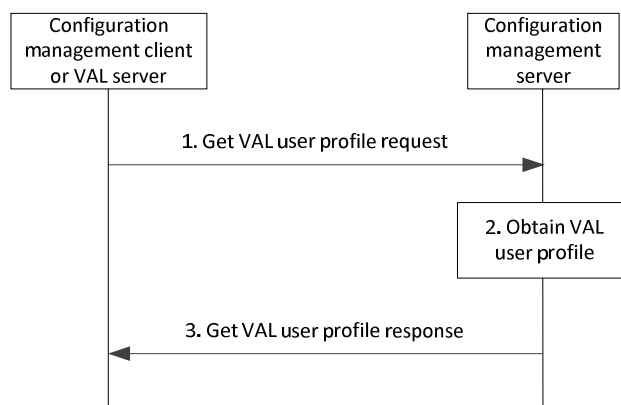 Configuration
management client
or VAL server
Configuration
management
server
1. Get VAL user profile request
2. Obtain VAL
user profile
3. Get VAL user profile response